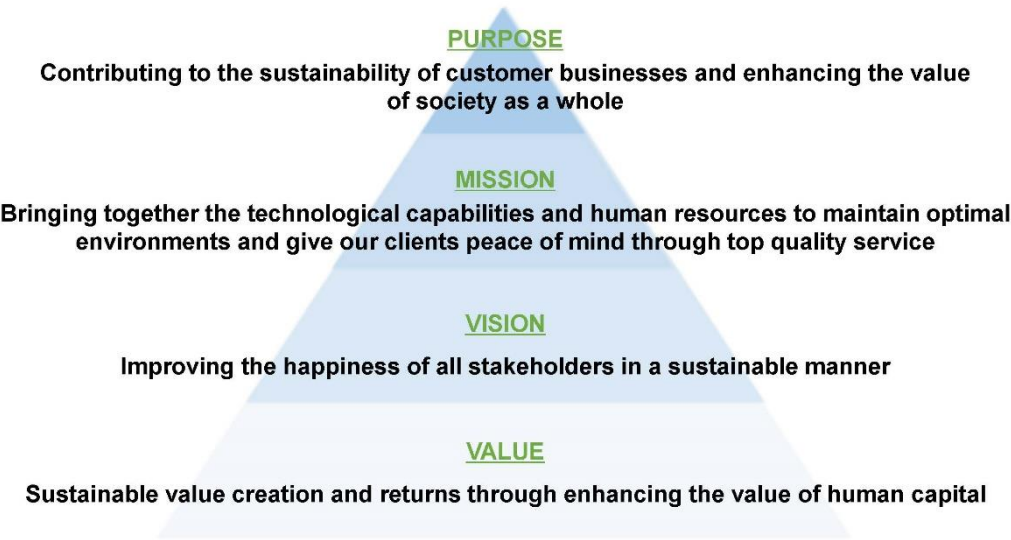 PURPOSE
Contributing to the sustainability of customer businesses and enhancing the value
of society as a whole
MISSION
Bringing together the technological capabilities and human resources to maintain optimal
environments and give our clients peace of mind through top quality service
VISION
Improving the happiness of all stakeholders in a sustainable manner
VALUE
Sustainable value creation and returns through enhancing the value of human capital